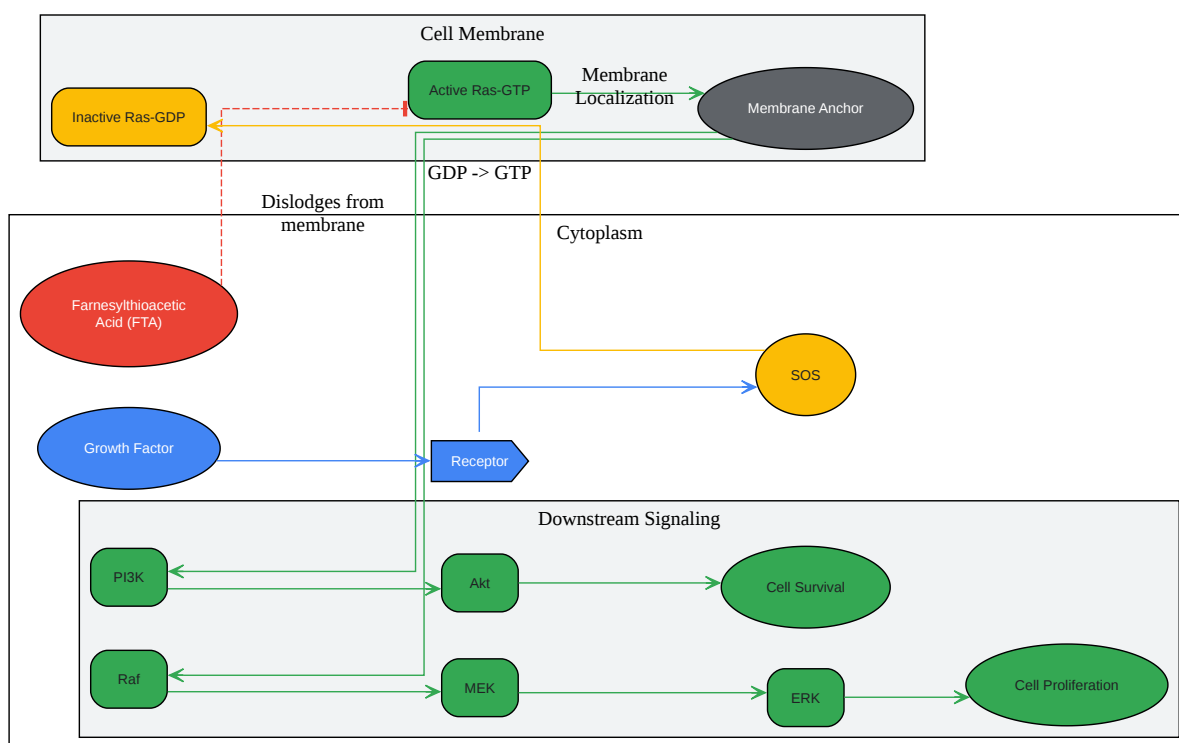 Cell Membrane
Inactive Ras-GDP
Active Ras-GTP
Membrane
Localization
Membrane Anchor
GDP -> GTP
Dislodges from
membrane
Cytoplasm
Farnesylthioacetic
Acid (FTA)
SOS
Growth Factor
Receptor
Downstream Signaling
PI3K
Akt
Cell Survival
Raf
MEK
ERK
Cell Proliferation